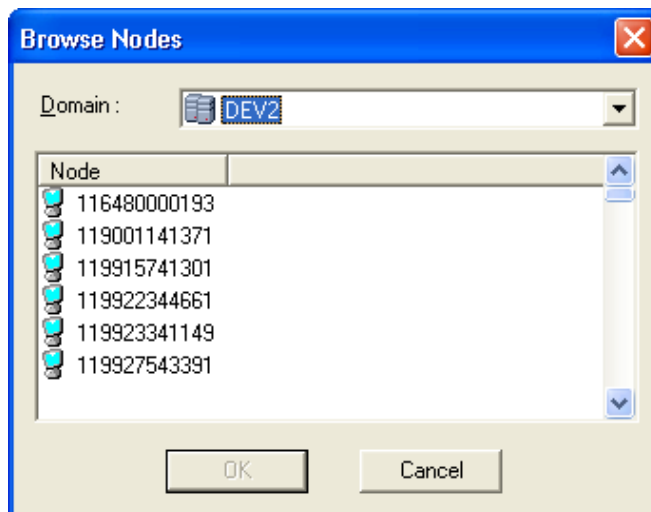 Browse Nodes
Domain : DEV2
Node
116480000193
119001141371
119915741301
119922344661
119923341149
119927543391
OK Cancel